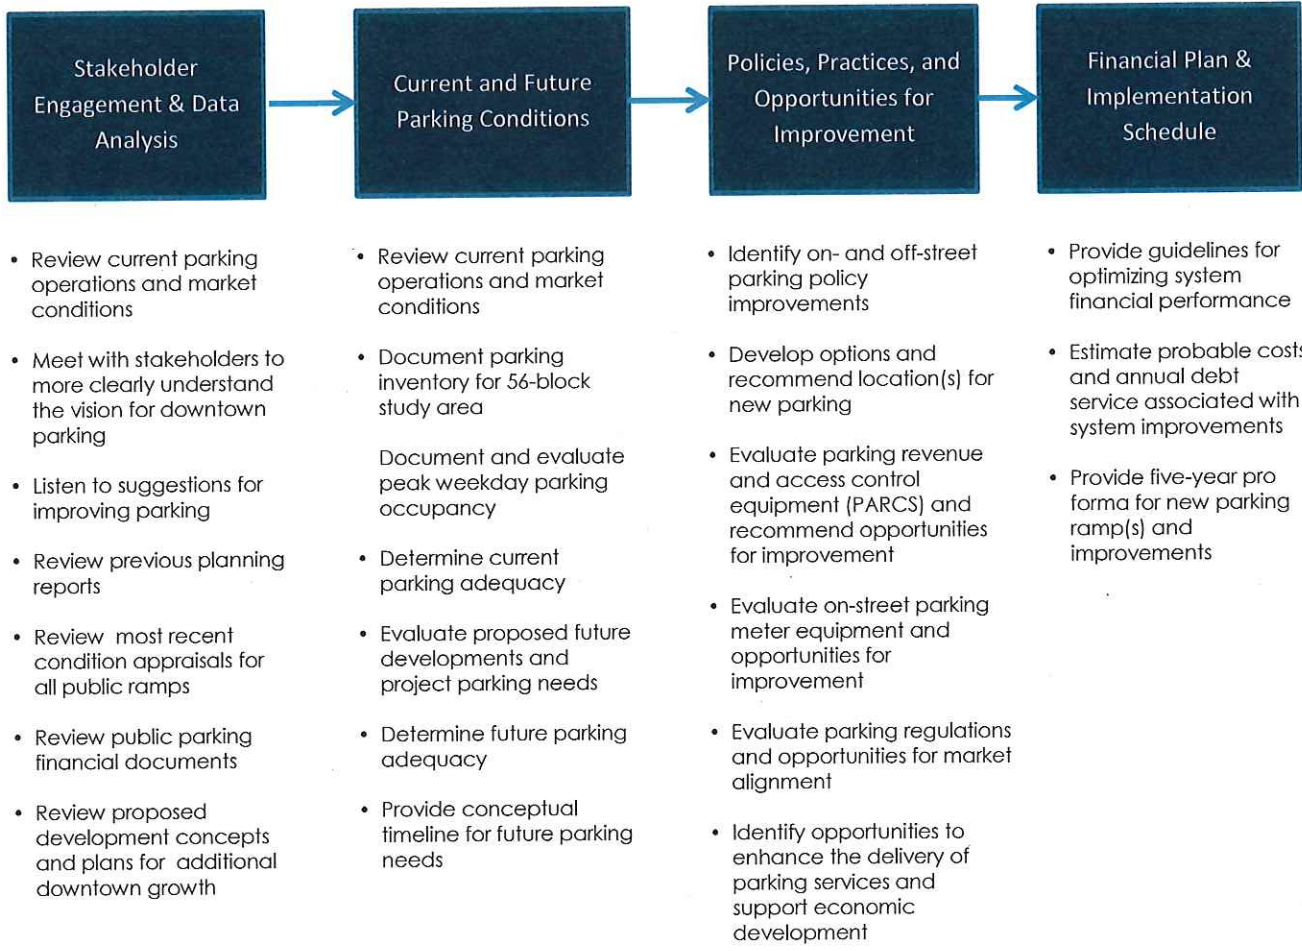 Stakeholder
Engagement & Data
Analysis
Current and Future
Parking Conditions
Policies, Practices, and
Opportunities for
Improvement
Financial Plan &
Implementation
Schedule
• Review current parking
operations and market
conditions
• Meet with stakeholders to
more clearly understand
the vision for downtown
parking
• Listen to suggestions for
improving parking
• Review previous planning
reports
• Review most recent
condition appraisals for
all public ramps
• Review public parking
financial documents
• Review proposed
development concepts
and plans for additional
downtown growth
• Review current parking
operations and market
conditions
• Document parking
inventory for 56-block
study area
Document and evaluate
peak weekday parking
occupancy
• Determine current
parking adequacy
• Evaluate proposed future
developments and
project parking needs
• Determine future parking
adequacy
• Provide conceptual
timeline for future parking
needs
• Identify on- and off-street
parking policy
improvements
• Develop options and
recommend location(s) for
new parking
• Evaluate parking revenue
and access control
equipment (PARCS) and
recommend opportunities
for improvement
• Evaluate on-street parking
meter equipment and
opportunities for
improvement
• Evaluate parking regulations
and opportunities for market
alignment
• Identify opportunities to
enhance the delivery of
parking services and
support economic
development
• Provide guidelines for
optimizing system
financial performance
• Estimate probable costs
and annual debt
service associated with
system improvements
• Provide five-year pro
forma for new parking
ramp(s) and
improvements